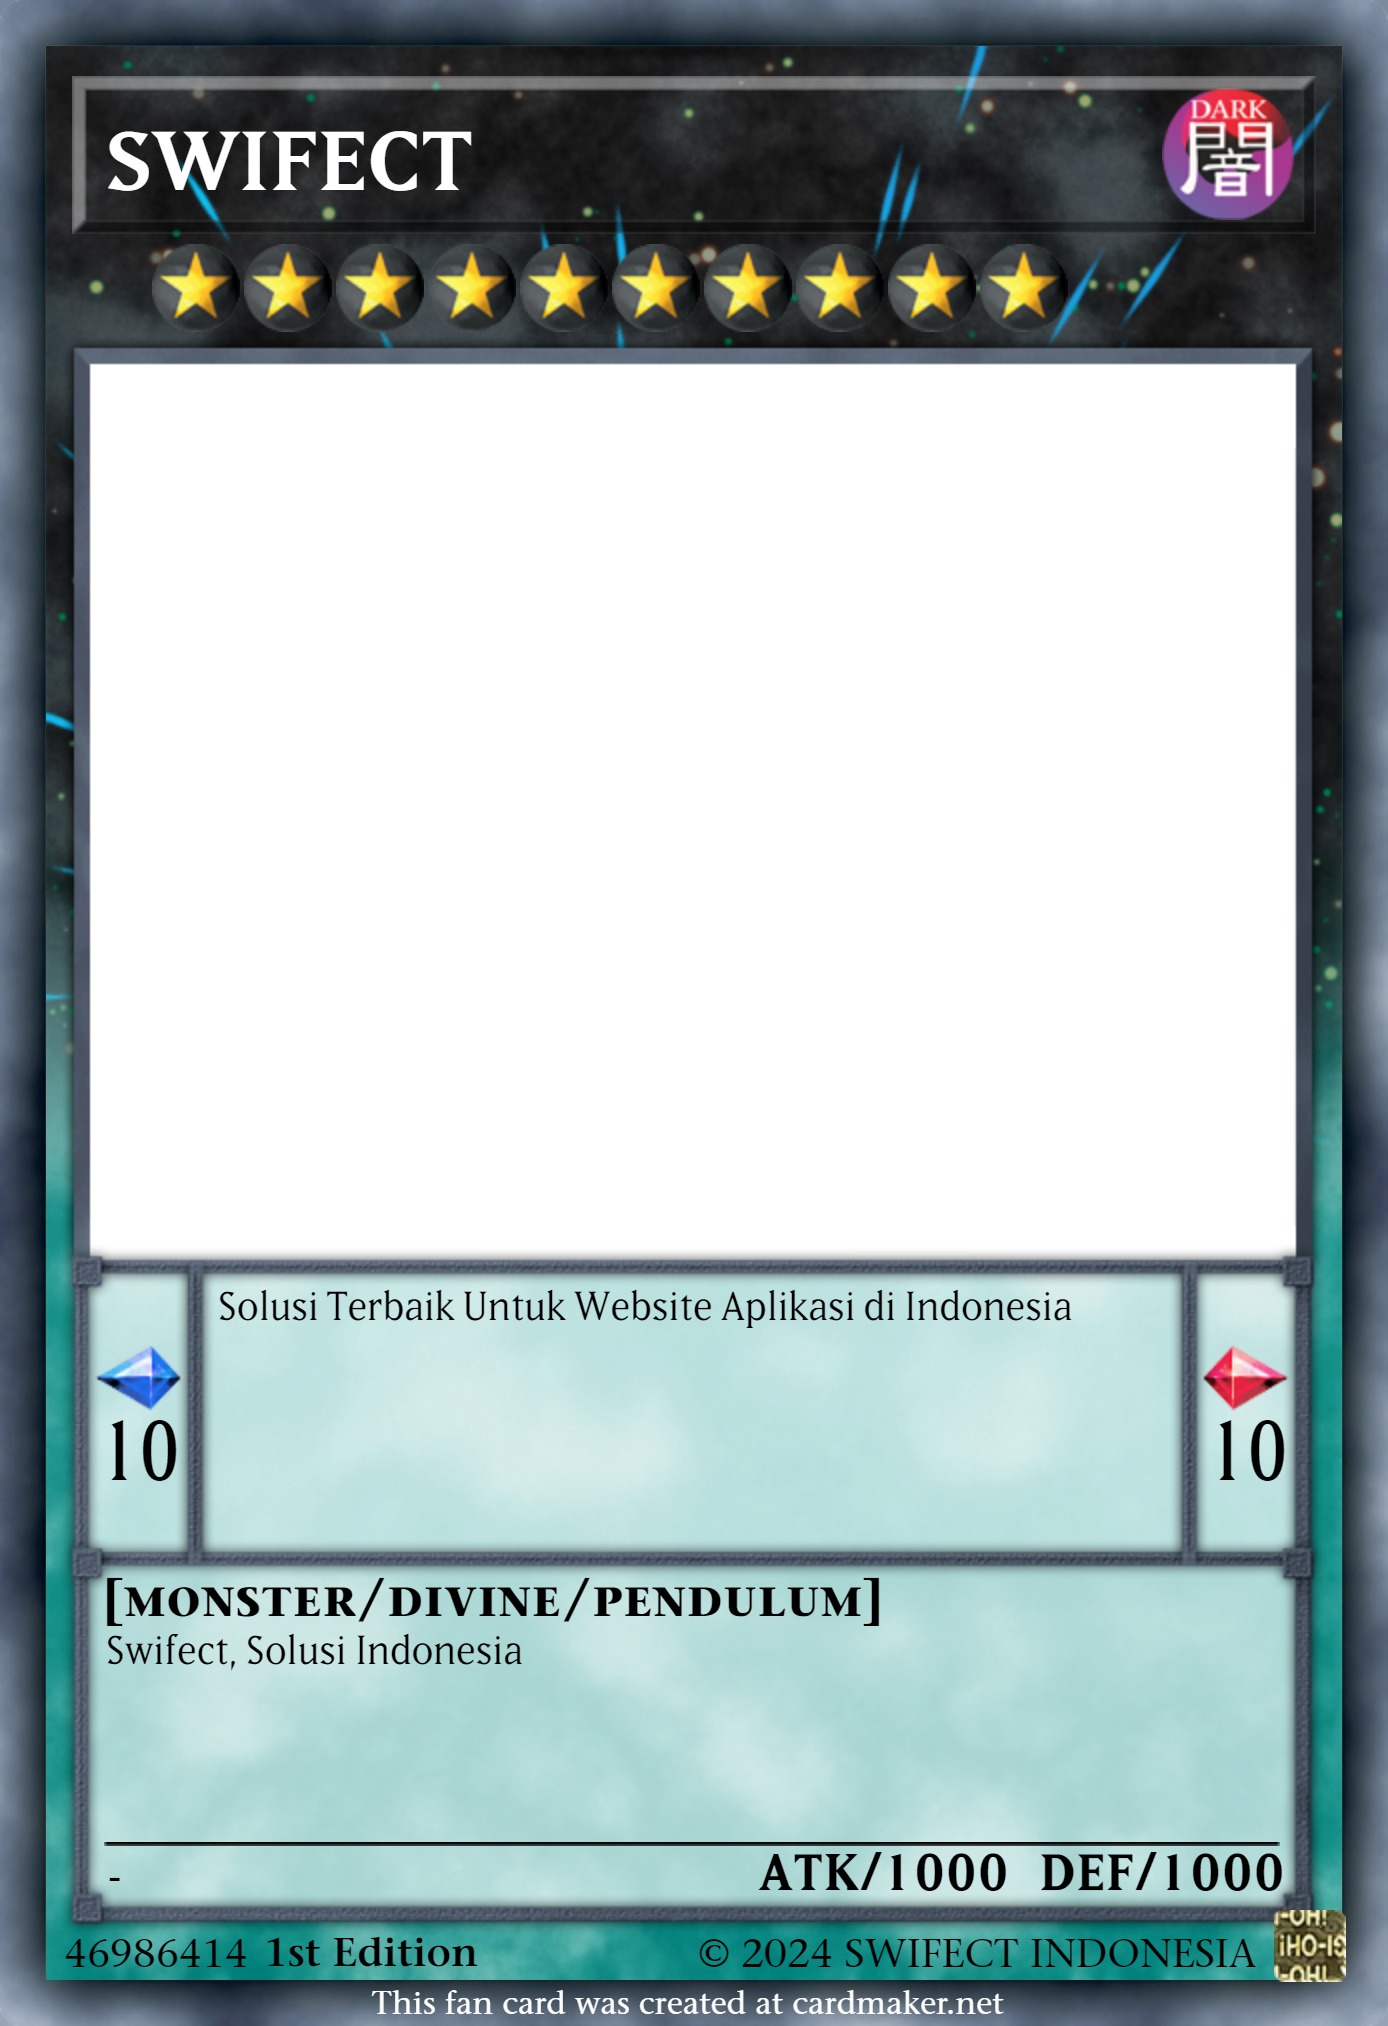 SWIFECT
DARK
闇
Solusi Terbaik Untuk Website Aplikasi di Indonesia
10
10
[MONSTER/DIVINE/PENDULUM]
Swifect, Solusi Indonesia
-
ATK/1000 DEF/1000
46986414 1st Edition
© 2024 SWIFECT INDONESIA
This fan card was created at cardmaker.net